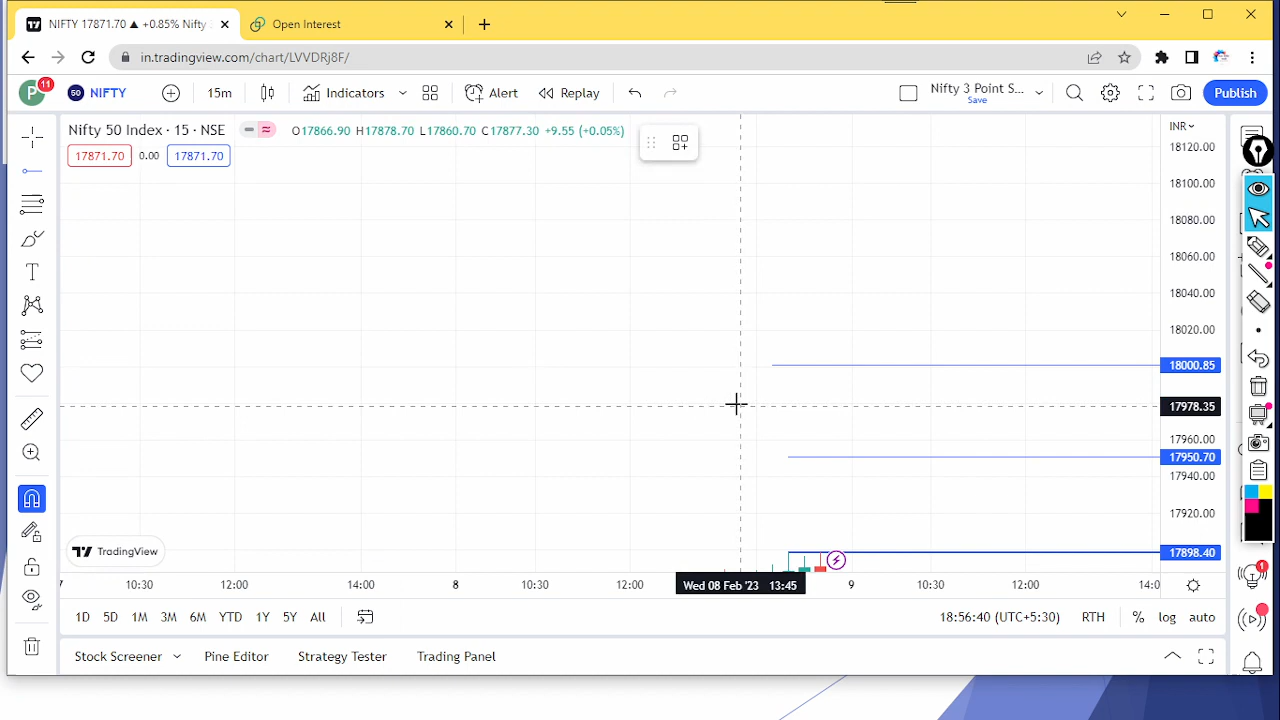 NIFTY 17871.70 ▲ +0.85% Nifty
Open Interest
in.tradingview.com/chart/LVVDRj8F/
P 11
50 NIFTY
15m
Indicators
Alert
Replay
Nifty 3 Point S...
Save
Publish
Nifty 50 Index · 15 · NSE
O17866.90 H17878.70 L17860.70 C17877.30 +9.55 (+0.05%)
17871.70 0.00 17871.70
INR
18120.00
18100.00
18080.00
18060.00
18040.00
18020.00
18000.85
17978.35
17960.00
17950.70
17940.00
17920.00
17898.40
TradingView
7 10:30 12:00 14:00 8 10:30 12:00 Wed 08 Feb '23 13:45 9 10:30 12:00 14:0
1D 5D 1M 3M 6M YTD 1Y 5Y All
18:56:40 (UTC+5:30) RTH % log auto
Stock Screener Pine Editor Strategy Tester Trading Panel
1